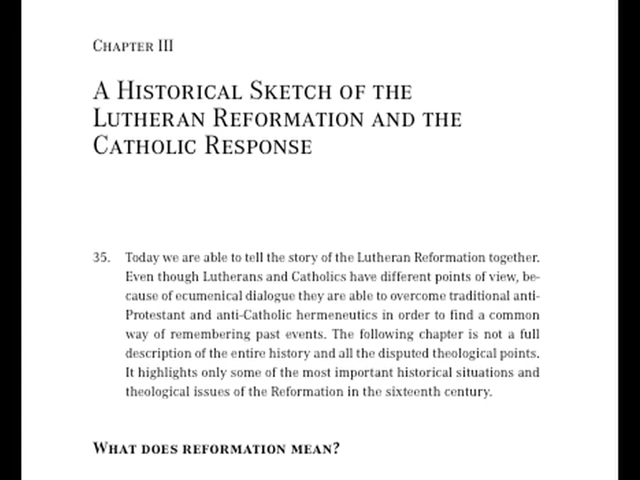 Chapter III
A Historical Sketch of the
Lutheran Reformation and the
Catholic Response
35. Today we are able to tell the story of the Lutheran Reformation together.
Even though Lutherans and Catholics have different points of view, be-
cause of ecumenical dialogue they are able to overcome traditional anti-
Protestant and anti-Catholic hermeneutics in order to find a common
way of remembering past events. The following chapter is not a full
description of the entire history and all the disputed theological points.
It highlights only some of the most important historical situations and
theological issues of the Reformation in the sixteenth century.
What does reformation mean?